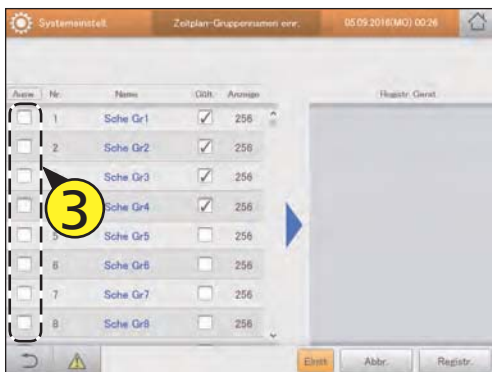 Systemeinstell. Zeitplan-Gruppennamen einr. 05.09.2016(MO) 00:26
Ausw. Nr. Name Gült. Anzeige Registr. Gerät
1 Sche Gr1 256
2 Sche Gr2 256
Sche Gr3 256
Sche Gr4 256
5 Sche Gr5 256
6 Sche Gr6 256
7 Sche Gr7 256
8 Sche Gr8 256
3
Einst. Abbr. Registr.